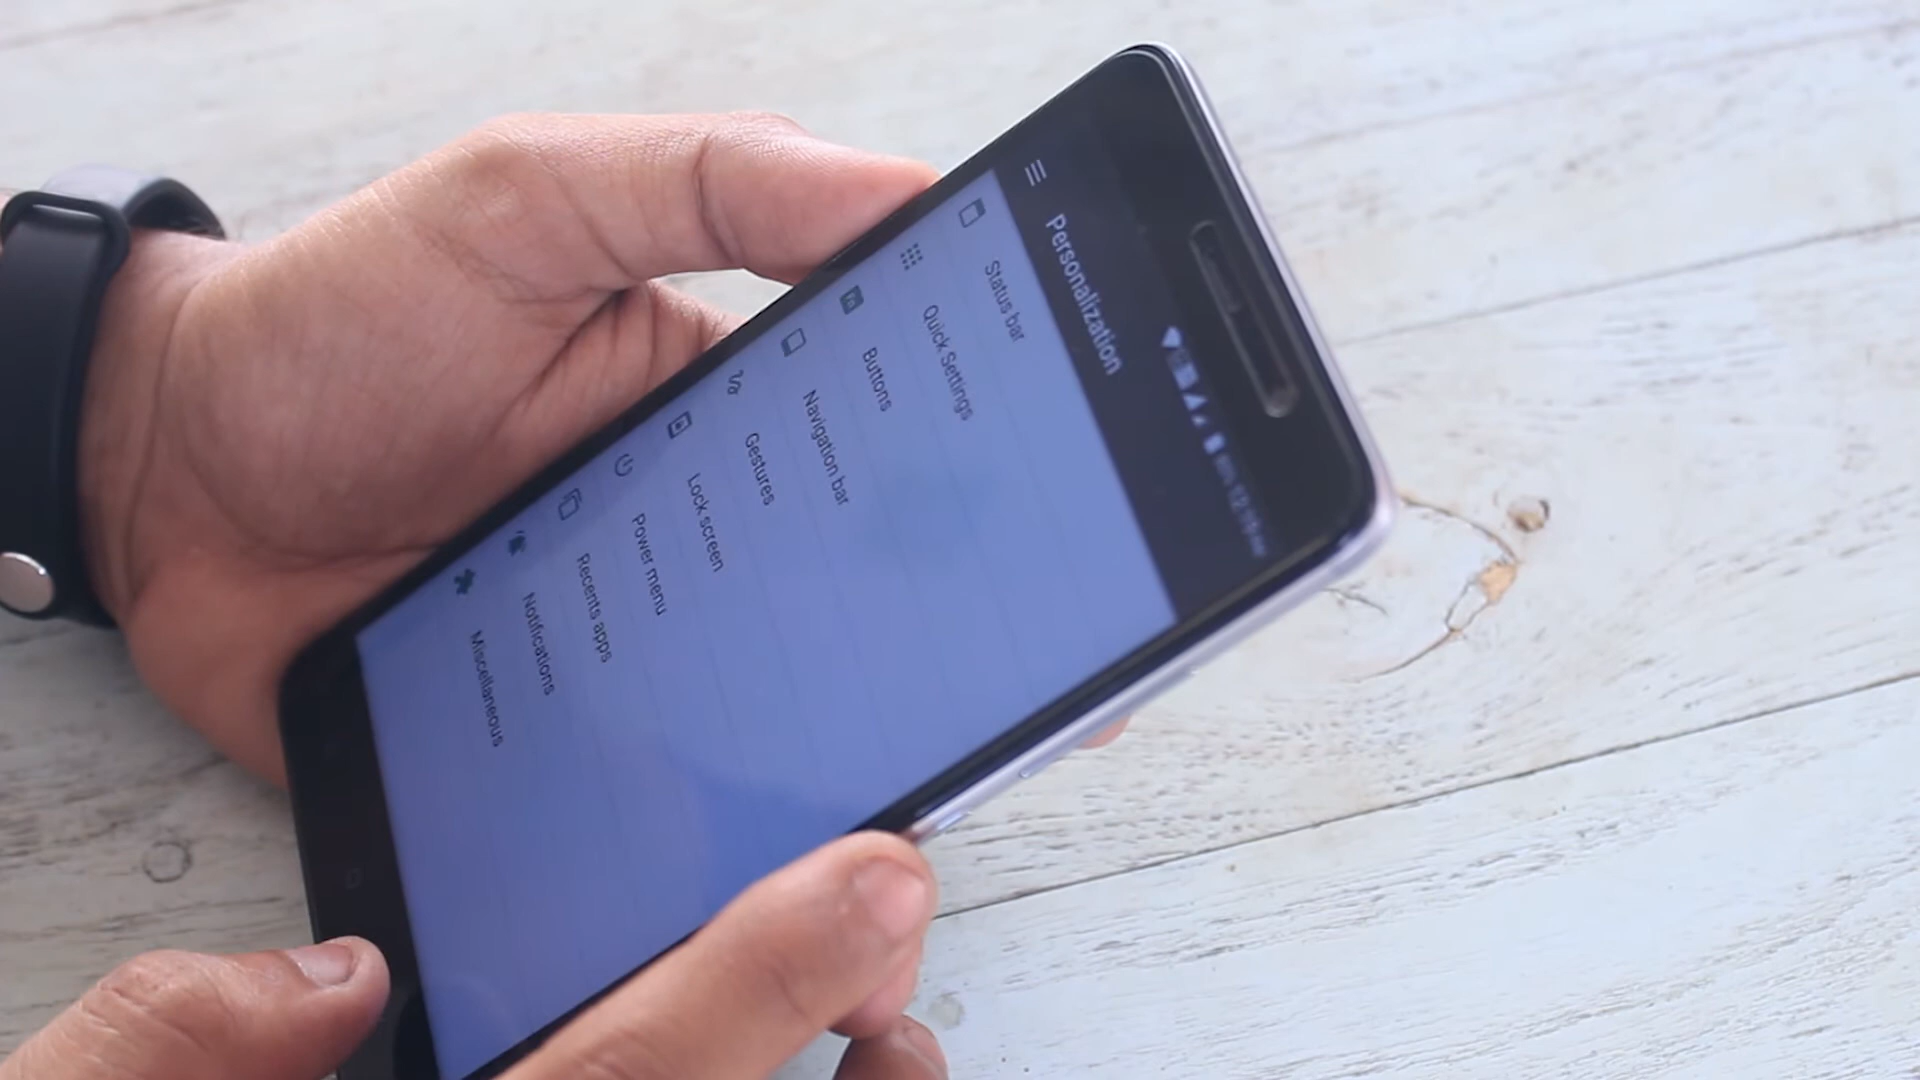 Personalization
Status bar
Quick Settings
Buttons
Navigation bar
Gestures
Lock screen
Power menu
Recents apps
Notifications
Miscellaneous